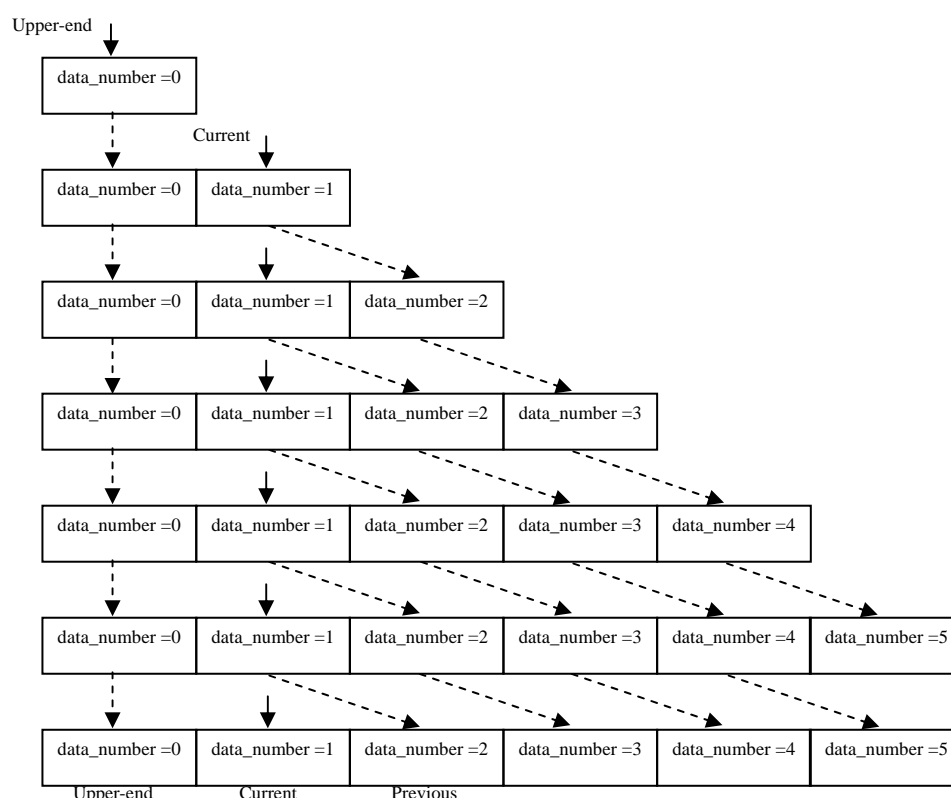 Upper-end
data_number =0
Current
data_number =0 data_number =1
data_number =0 data_number =1 data_number =2
data_number =0 data_number =1 data_number =2 data_number =3
data_number =0 data_number =1 data_number =2 data_number =3 data_number =4
data_number =0 data_number =1 data_number =2 data_number =3 data_number =4 data_number =5
data_number =0 data_number =1 data_number =2 data_number =3 data_number =4 data_number =5
Upper-end Current Previous